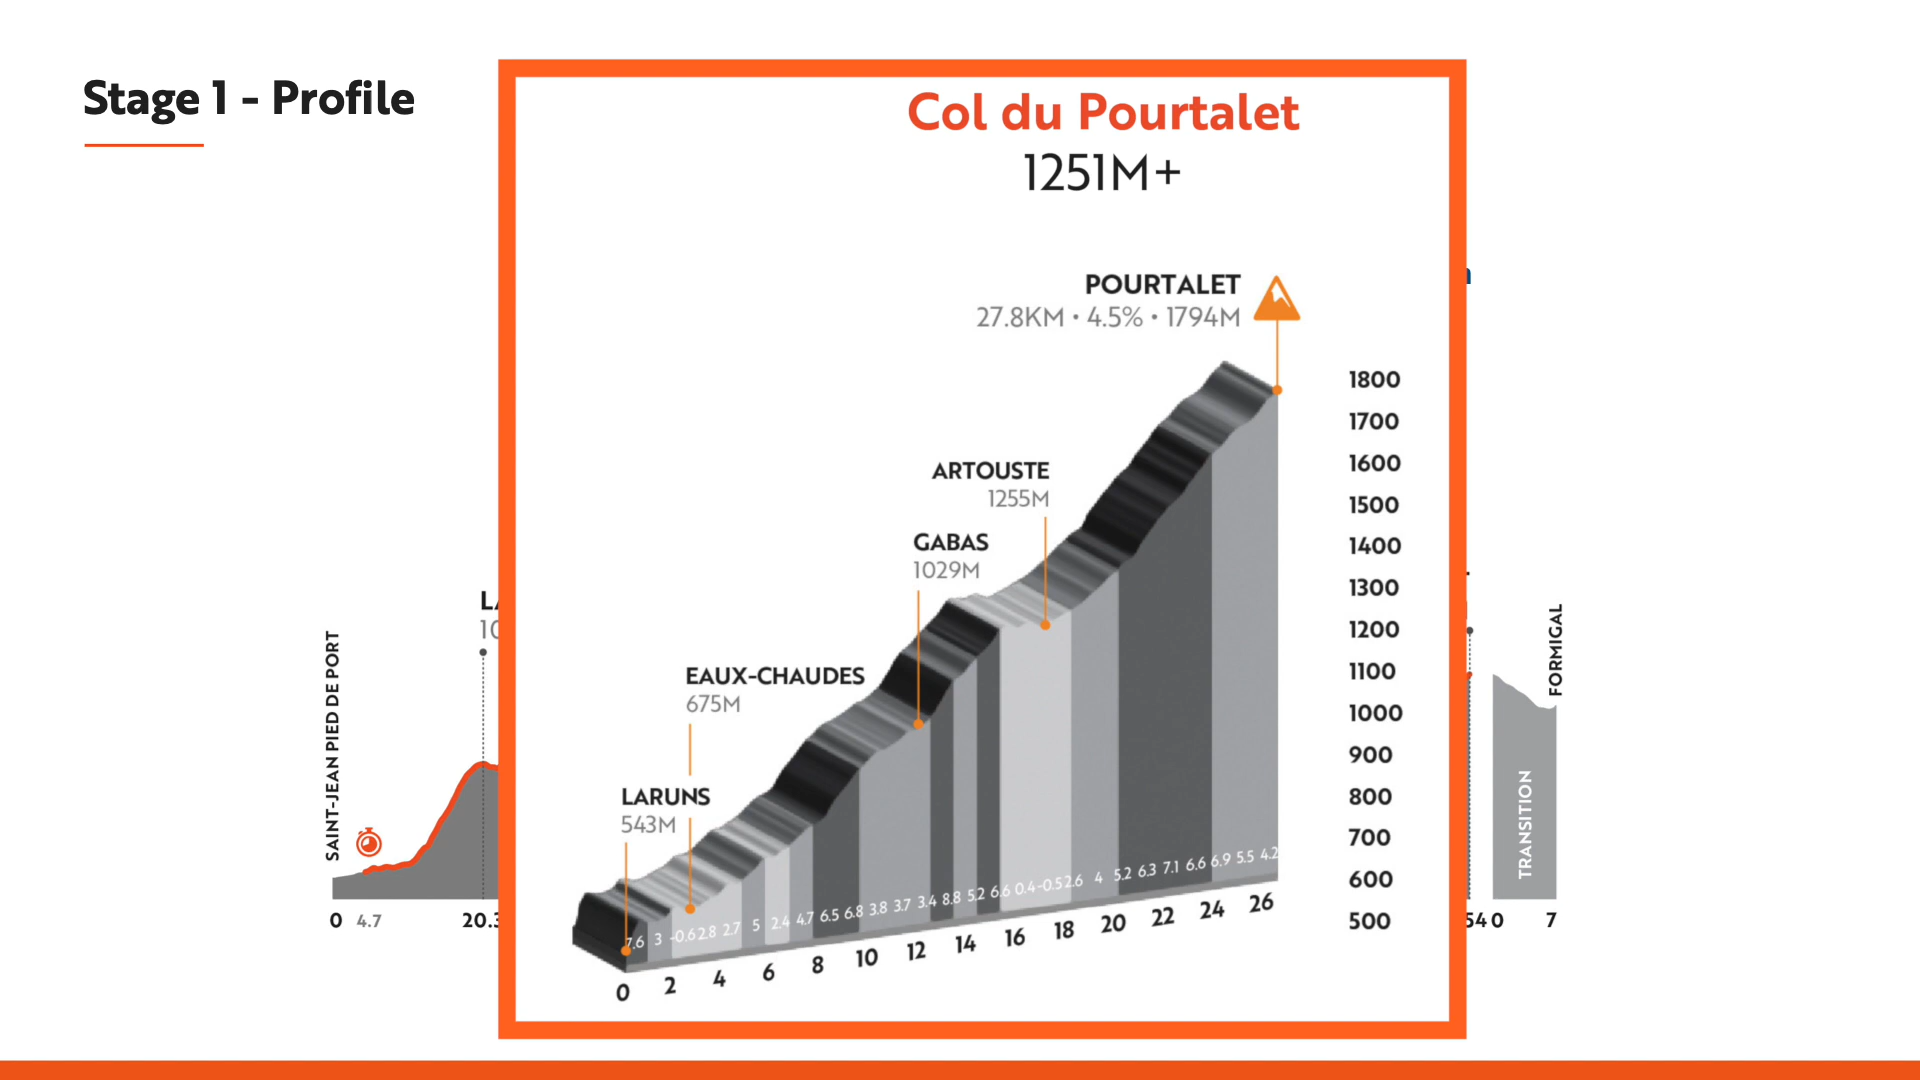 Stage 1 - Profile
Col du Pourtalet
1251M+
POURTALET
27.8KM • 4.5% • 1794M
ARTOUSTE
1255M
GABAS
1029M
EAUX-CHAUDES
675M
LARUNS
543M
1800
1700
1600
1500
1400
1300
1200
1100
1000
900
800
700
600
500
7.6 3 -0.6 2.8 2.7 5 2.4 4.7 6.5 6.8 3.8 3.7 3.4 8.8 5.2 6.6 0.4 -0.5 2.6 4 5.2 6.3 7.1 6.6 6.9 5.5 4.2
0 2 4 6 8 10 12 14 16 18 20 22 24 26
SAINT-JEAN PIED DE PORT
0 4.7 20.3
FORMIGAL
TRANSITION
54 0 7